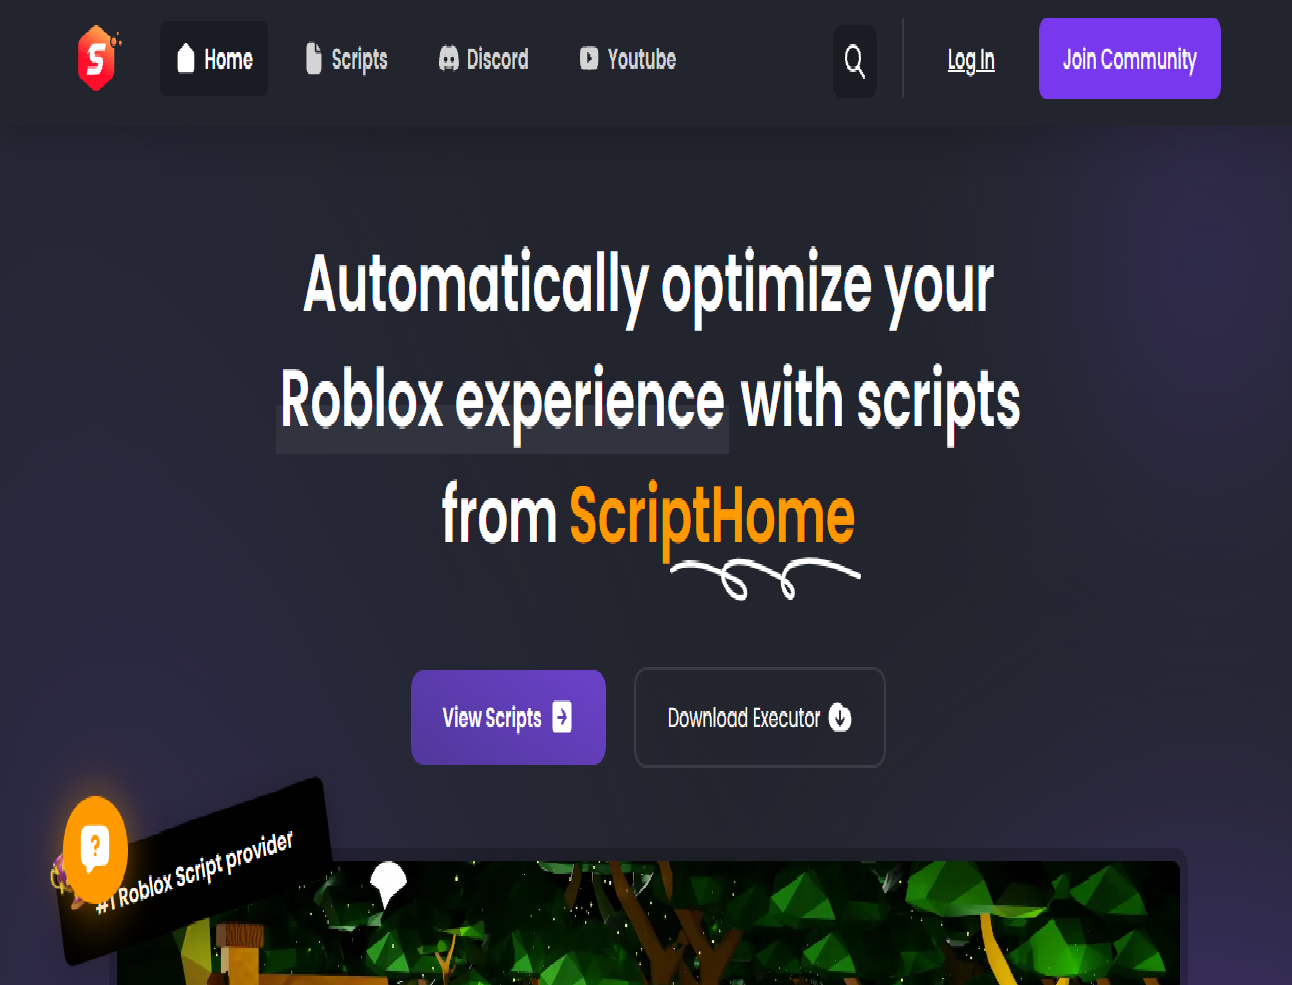 S
Home
Scripts
Discord
Youtube
Log In
Join Community
Automatically optimize your
Roblox experience with scripts
from ScriptHome
View Scripts
Download Executor
?
#1 Roblox Script provider